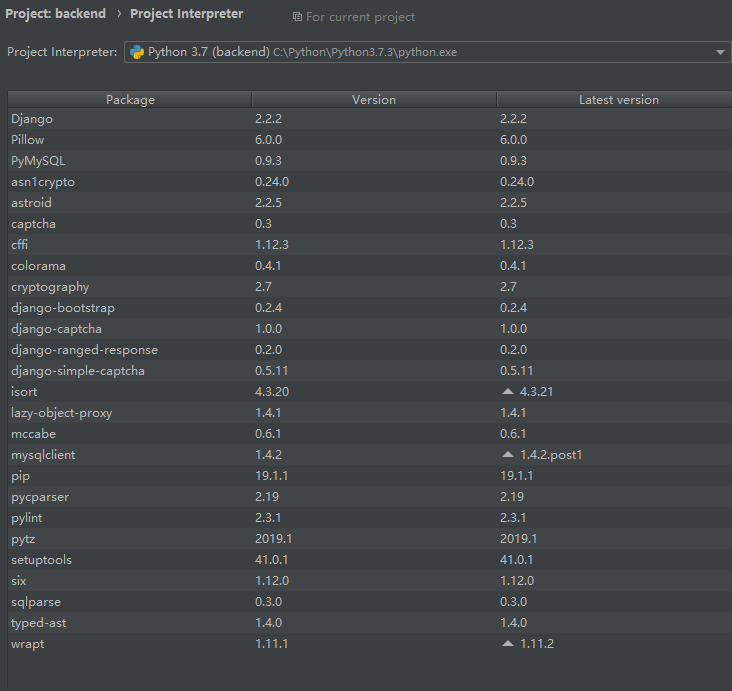 Project: backend › Project Interpreter For current project
Project Interpreter: Python 3.7 (backend) C:\Python\Python3.7.3\python.exe
Package Version Latest version
Django 2.2.2 2.2.2
Pillow 6.0.0 6.0.0
PyMySQL 0.9.3 0.9.3
asn1crypto 0.24.0 0.24.0
astroid 2.2.5 2.2.5
captcha 0.3 0.3
cffi 1.12.3 1.12.3
colorama 0.4.1 0.4.1
cryptography 2.7 2.7
django-bootstrap 0.2.4 0.2.4
django-captcha 1.0.0 1.0.0
django-ranged-response 0.2.0 0.2.0
django-simple-captcha 0.5.11 0.5.11
isort 4.3.20 4.3.21
lazy-object-proxy 1.4.1 1.4.1
mccabe 0.6.1 0.6.1
mysqlclient 1.4.2 1.4.2.post1
pip 19.1.1 19.1.1
pycparser 2.19 2.19
pylint 2.3.1 2.3.1
pytz 2019.1 2019.1
setuptools 41.0.1 41.0.1
six 1.12.0 1.12.0
sqlparse 0.3.0 0.3.0
typed-ast 1.4.0 1.4.0
wrapt 1.11.1 1.11.2